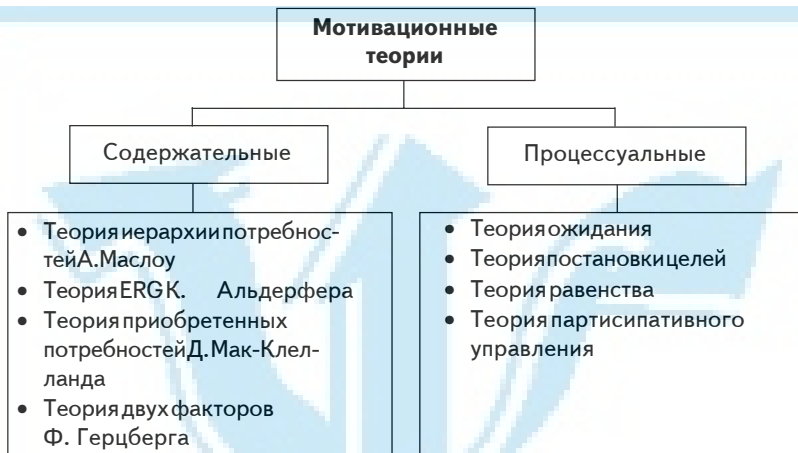 Мотивационные
теории
Содержательные
Процессуальные
• Теория иерархии потребнос-
тей А. Маслоу
• Теория ERG К. Альдерфера
• Теория приобретенных
потребностей Д. Мак-Клел-
ланда
• Теория двух факторов
Ф. Герцберга
• Теория ожидания
• Теория постановки целей
• Теория равенства
• Теория партисипативного
управления